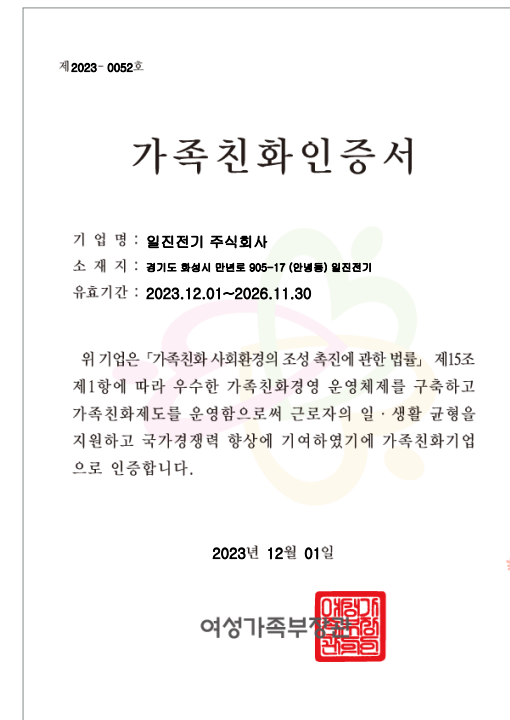 제2023- 0052호
가족친화인증서
기 업 명 : 일진전기 주식회사
소 재 지 : 경기도 화성시 만년로 905-17 (안녕동) 일진전기
유효기간 : 2023.12.01~2026.11.30
위 기업은 「가족친화 사회환경의 조성 촉진에 관한 법률」 제15조
제1항에 따라 우수한 가족친화경영 운영체제를 구축하고
가족친화제도를 운영함으로써 근로자의 일 · 생활 균형을
지원하고 국가경쟁력 향상에 기여하였기에 가족친화기업
으로 인증합니다.
2023년 12월 01일
여성가족부장관